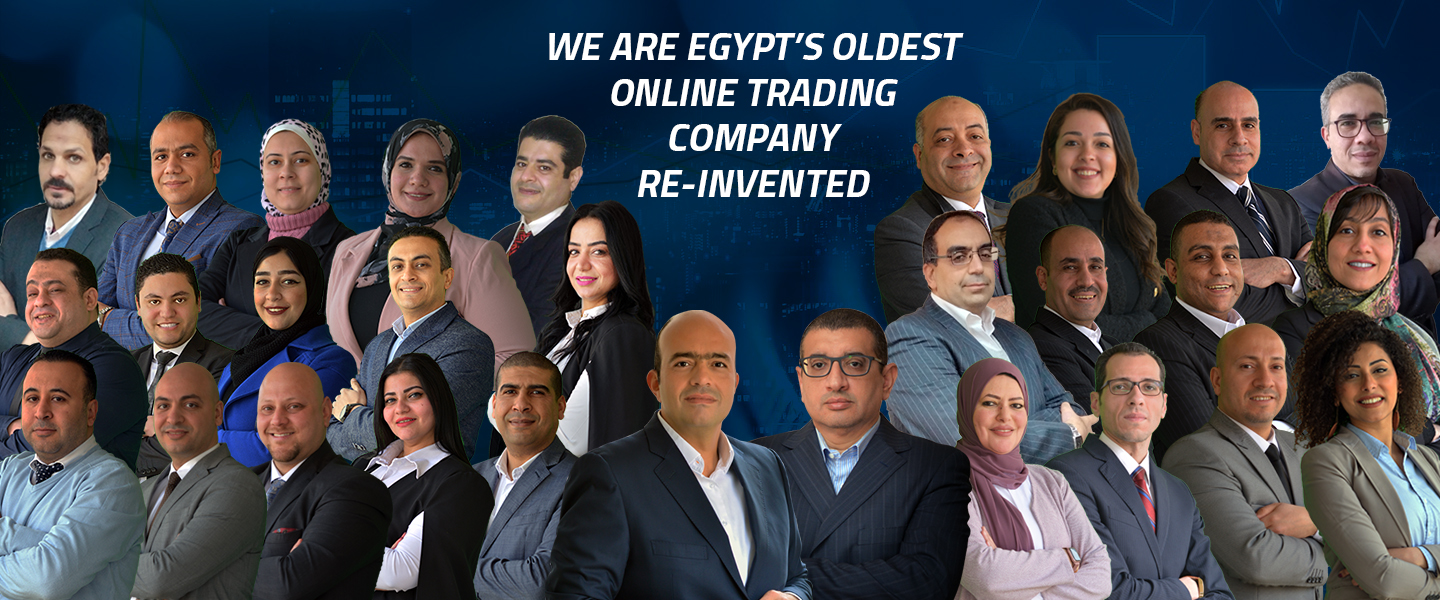 WE ARE EGYPT'S OLDEST
ONLINE TRADING
COMPANY
RE-INVENTED